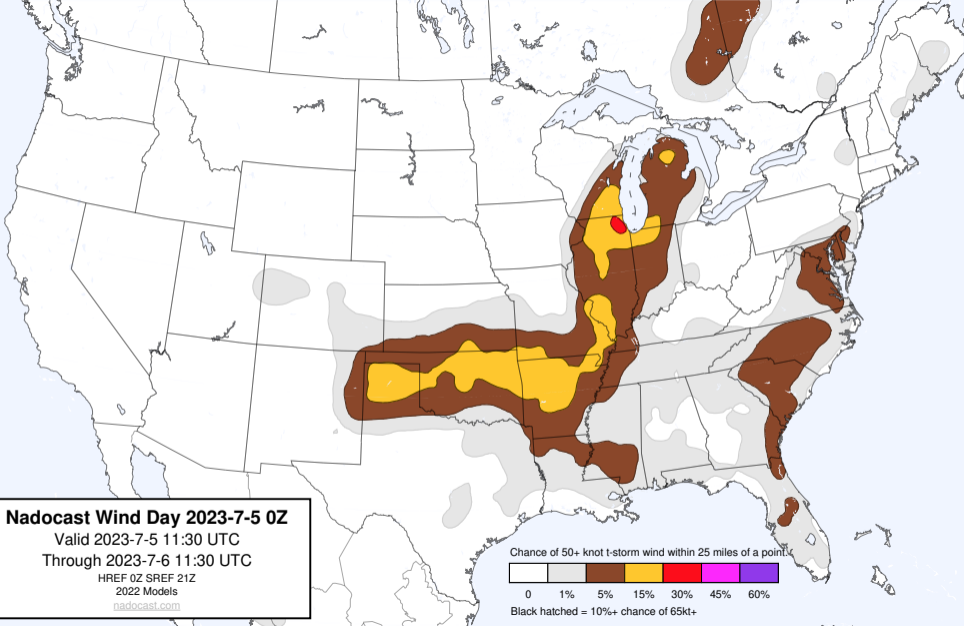 Nadocast Wind Day 2023-7-5 0Z
Valid 2023-7-5 11:30 UTC
Through 2023-7-6 11:30 UTC
HREF 0Z SREF 21Z
2022 Models
nadocast.com
Chance of 50+ knot t-storm wind within 25 miles of a point.
0 1% 5% 15% 30% 45% 60%
Black hatched = 10%+ chance of 65kt+